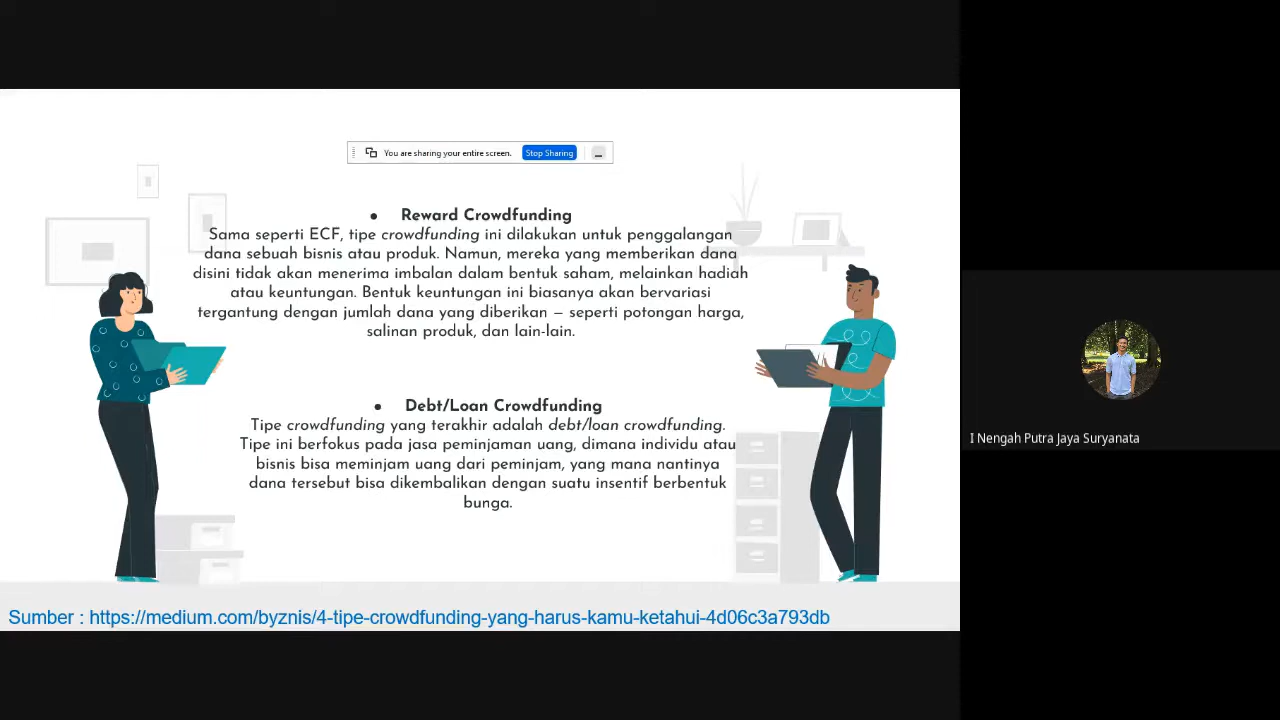 You are sharing your entire screen.
Stop Sharing
● Reward Crowdfunding
Sama seperti ECF, tipe crowdfunding ini dilakukan untuk penggalangan
dana sebuah bisnis atau produk. Namun, mereka yang memberikan dana
disini tidak akan menerima imbalan dalam bentuk saham, melainkan hadiah
atau keuntungan. Bentuk keuntungan ini biasanya akan bervariasi
tergantung dengan jumlah dana yang diberikan – seperti potongan harga,
salinan produk, dan lain-lain.
● Debt/Loan Crowdfunding
Tipe crowdfunding yang terakhir adalah debt/loan crowdfunding.
Tipe ini berfokus pada jasa peminjaman uang, dimana individu atau
bisnis bisa meminjam uang dari peminjam, yang mana nantinya
dana tersebut bisa dikembalikan dengan suatu insentif berbentuk
bunga.
Sumber : https://medium.com/byznis/4-tipe-crowdfunding-yang-harus-kamu-ketahui-4d06c3a793db
I Nengah Putra Jaya Suryanata